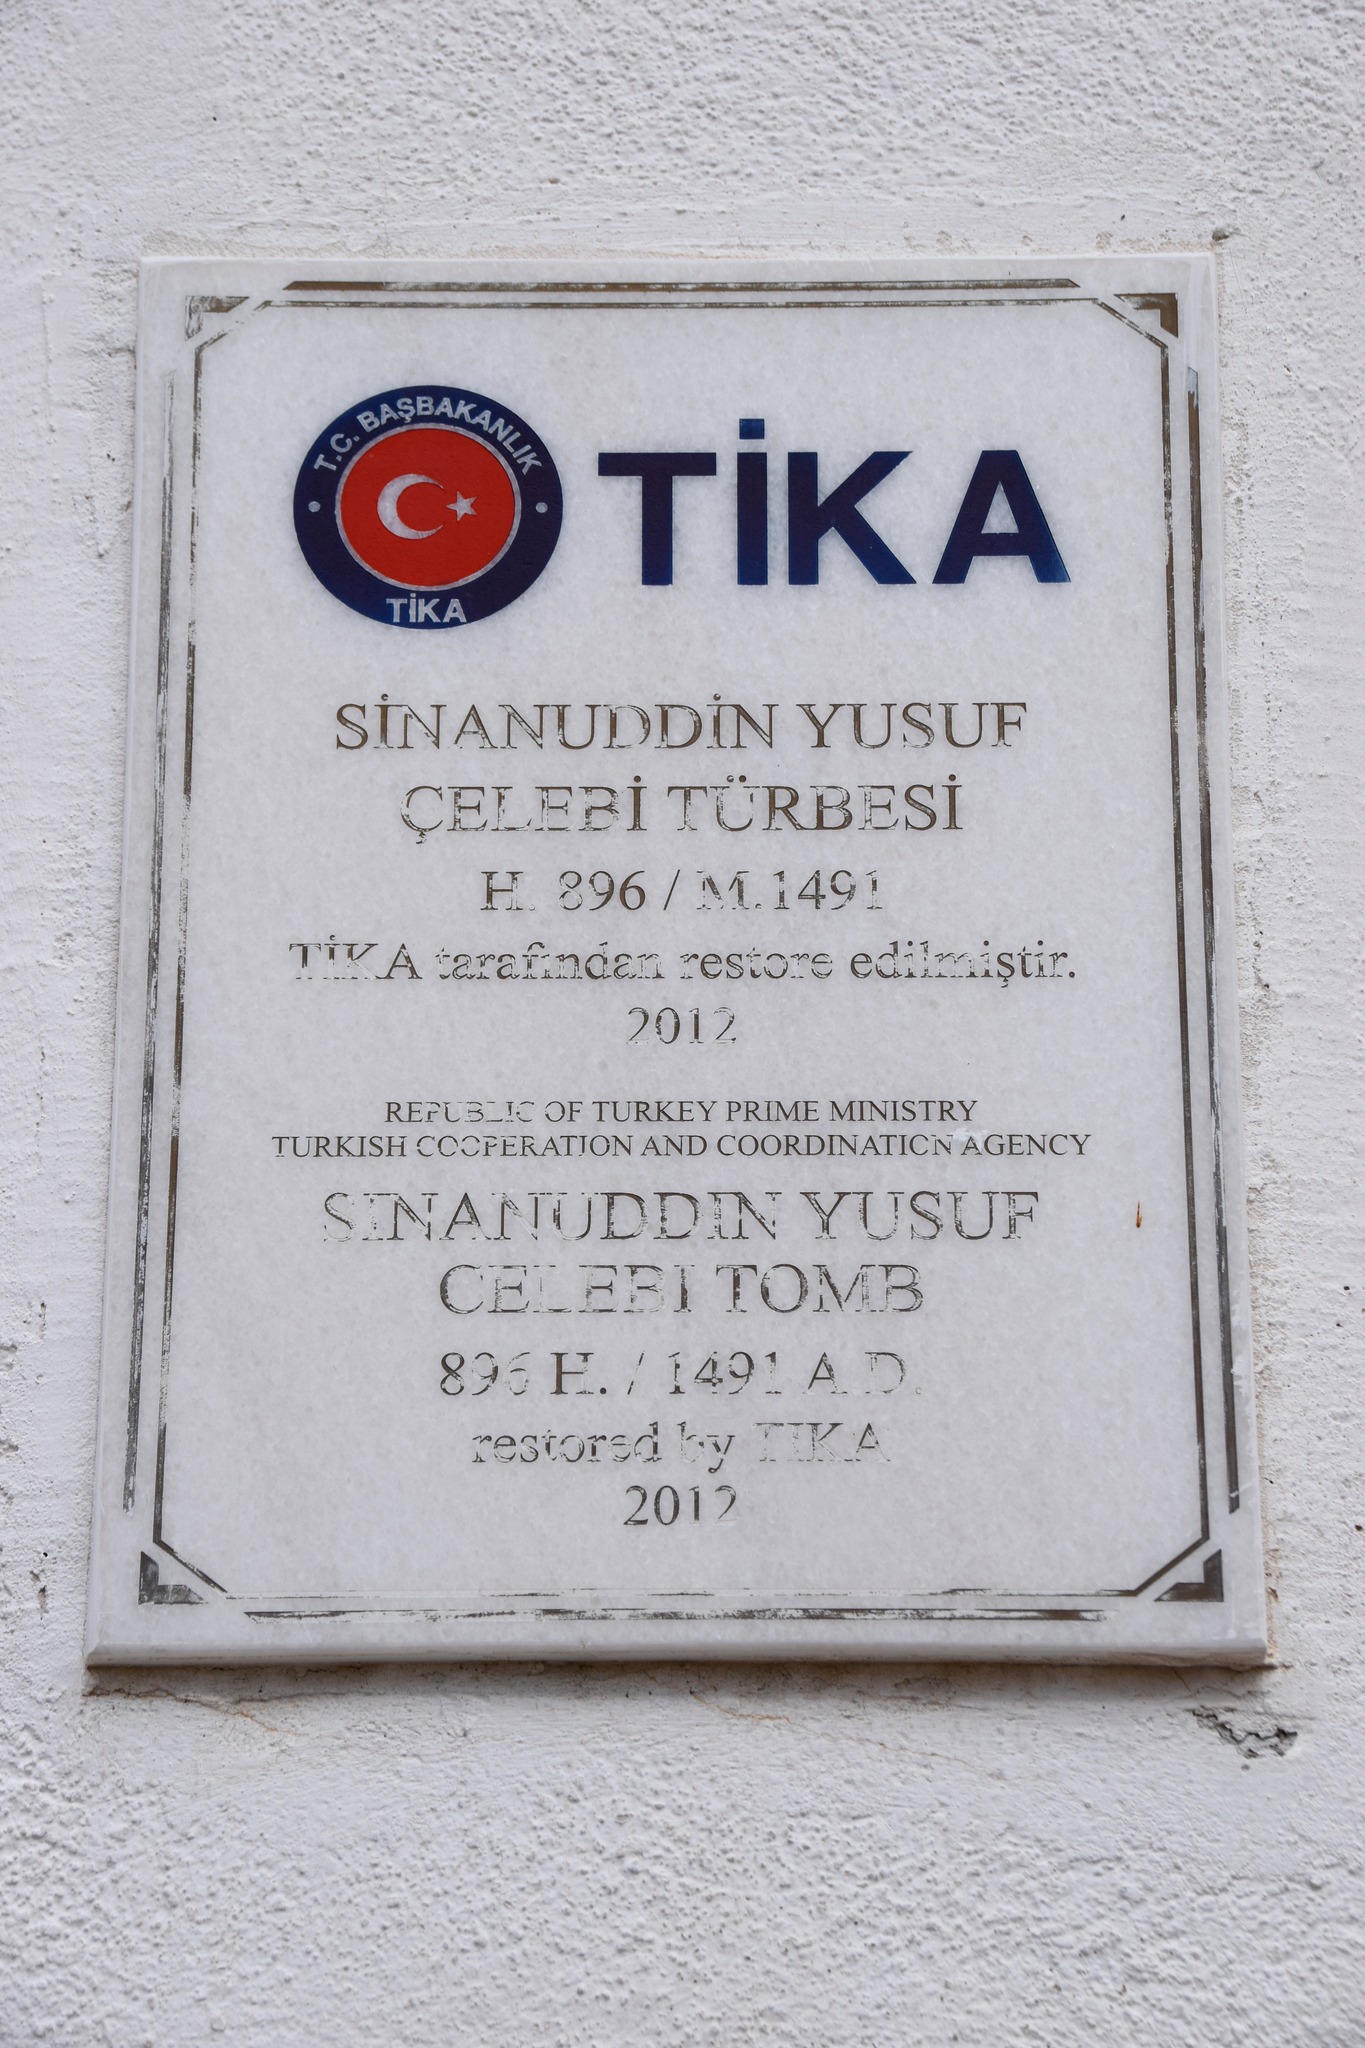 T.C. BAŞBAKANLIK
TİKA
TİKA
SİNANUDDİN YUSUF
ÇELEBİ TÜRBESİ
H. 896 / M.1491
TİKA tarafından restore edilmiştir.
2012
REPUBLIC OF TURKEY PRIME MINISTRY
TURKISH COOPERATION AND COORDINATION AGENCY
SINANUDDIN YUSUF
CELEBI TOMB
896 H. / 1491 A.D.
restored by TIKA
2012